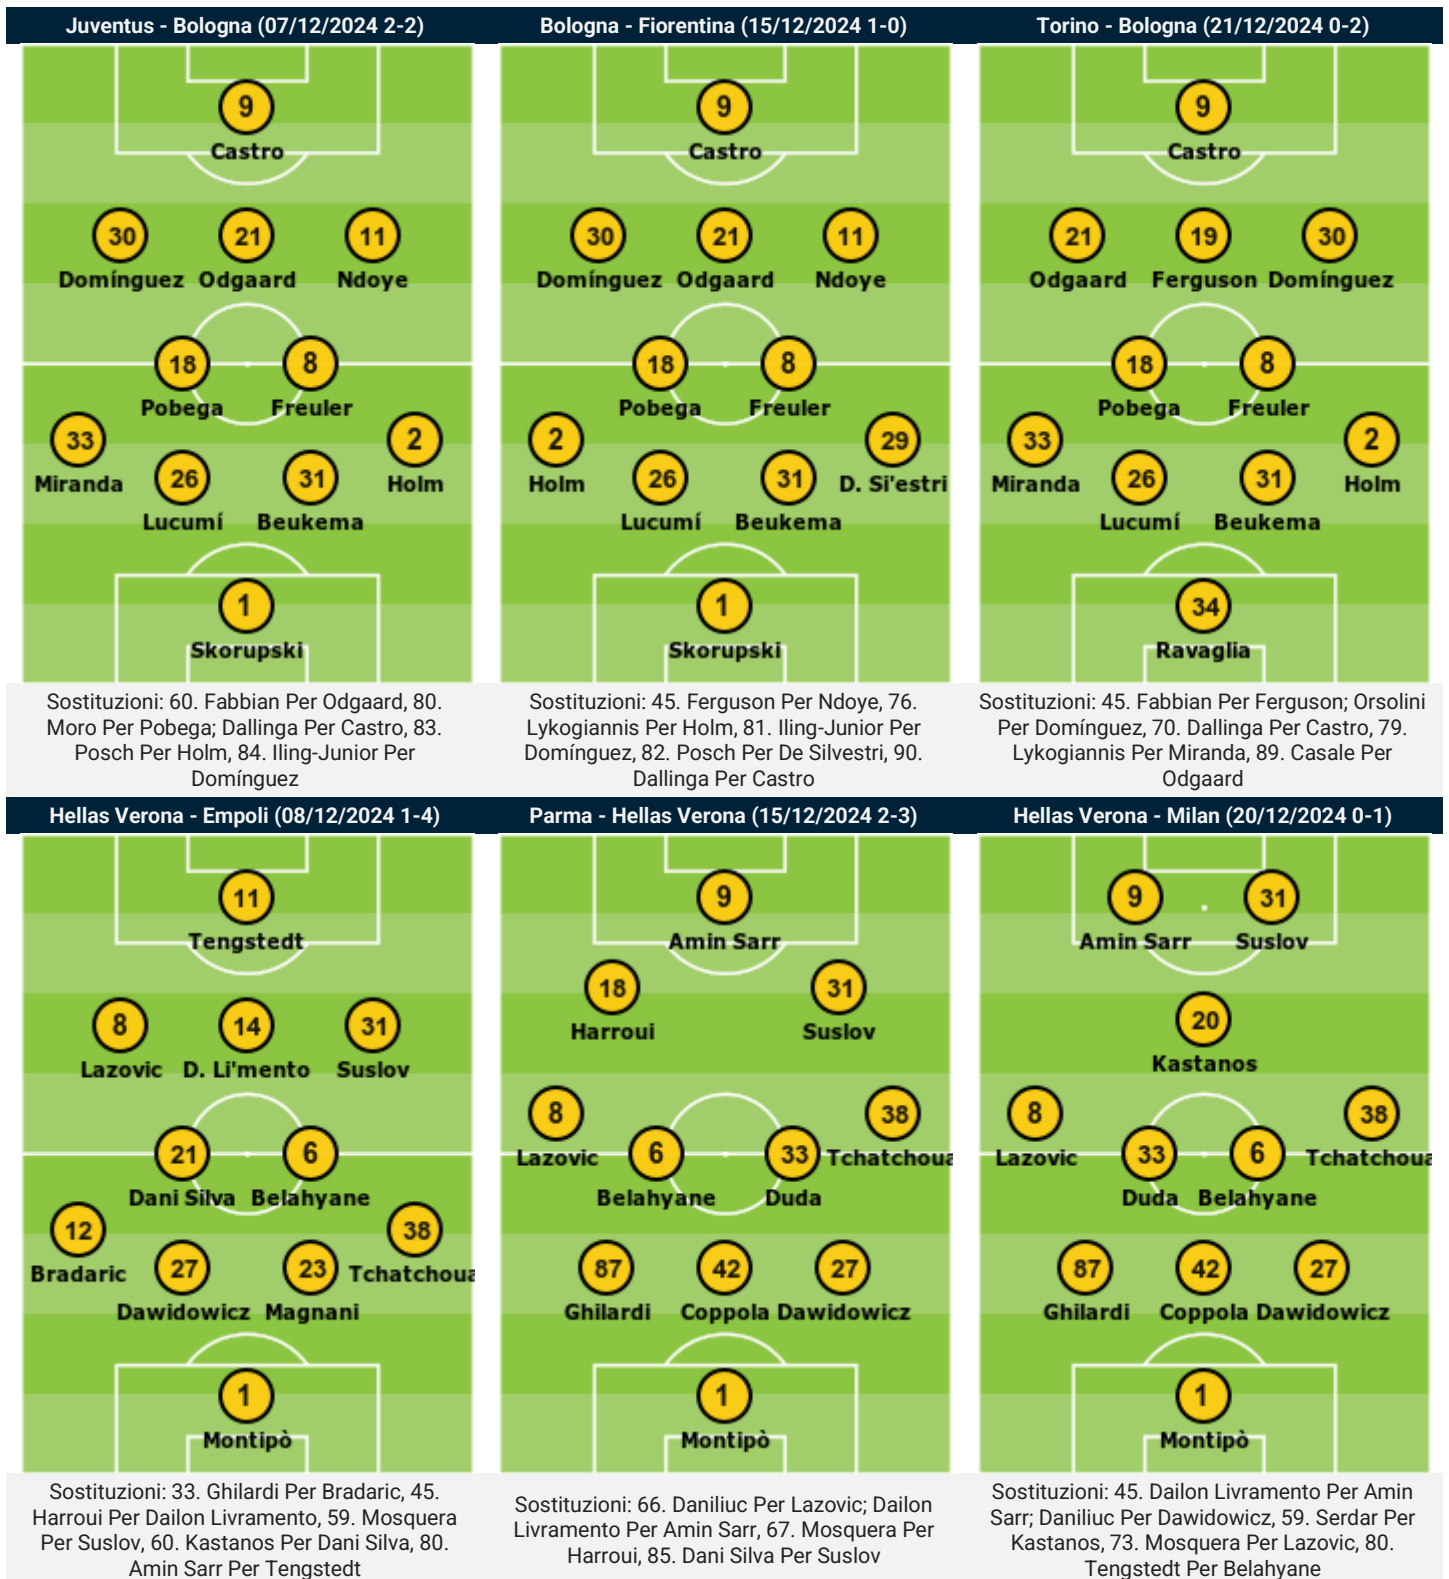 Juventus - Bologna (07/12/2024 2-2)
9
Castro
30 21 11
Domínguez Odgaard Ndoye
18 8
Pobega Freuler
33 2
Miranda Holm
26 31
Lucumí Beukema
1
Skorupski
Sostituzioni: 60. Fabbian Per Odgaard, 80.
Moro Per Pobega; Dallinga Per Castro, 83.
Posch Per Holm, 84. Iling-Junior Per
Domínguez
Bologna - Fiorentina (15/12/2024 1-0)
9
Castro
30 21 11
Domínguez Odgaard Ndoye
18 8
Pobega Freuler
2 29
Holm D. Si'estri
26 31
Lucumí Beukema
1
Skorupski
Sostituzioni: 45. Ferguson Per Ndoye, 76.
Lykogiannis Per Holm, 81. Iling-Junior Per
Domínguez, 82. Posch Per De Silvestri, 90.
Dallinga Per Castro
Torino - Bologna (21/12/2024 0-2)
9
Castro
21 19 30
Odgaard Ferguson Domínguez
18 8
Pobega Freuler
33 2
Miranda Holm
26 31
Lucumí Beukema
34
Ravaglia
Sostituzioni: 45. Fabbian Per Ferguson; Orsolini
Per Domínguez, 70. Dallinga Per Castro, 79.
Lykogiannis Per Miranda, 89. Casale Per
Odgaard
Hellas Verona - Empoli (08/12/2024 1-4)
11
Tengstedt
8 14 31
Lazovic D. Li'mento Suslov
21 6
Dani Silva Belahyane
12 38
Bradaric Tchatchoua
27 23
Dawidowicz Magnani
1
Montipò
Sostituzioni: 33. Ghilardi Per Bradaric, 45.
Harroui Per Dailon Livramento, 59. Mosquera
Per Suslov, 60. Kastanos Per Dani Silva, 80.
Amin Sarr Per Tengstedt
Parma - Hellas Verona (15/12/2024 2-3)
9
Amin Sarr
18 31
Harroui Suslov
8 38
Lazovic Tchatchoua
6 33
Belahyane Duda
87 42 27
Ghilardi Coppola Dawidowicz
1
Montipò
Sostituzioni: 66. Daniliuc Per Lazovic; Dailon
Livramento Per Amin Sarr, 67. Mosquera Per
Harroui, 85. Dani Silva Per Suslov
Hellas Verona - Milan (20/12/2024 0-1)
9 31
Amin Sarr Suslov
20
Kastanos
8 38
Lazovic Tchatchoua
33 6
Duda Belahyane
87 42 27
Ghilardi Coppola Dawidowicz
1
Montipò
Sostituzioni: 45. Dailon Livramento Per Amin
Sarr; Daniliuc Per Dawidowicz, 59. Serdar Per
Kastanos, 73. Mosquera Per Lazovic, 80.
Tengstedt Per Belahyane